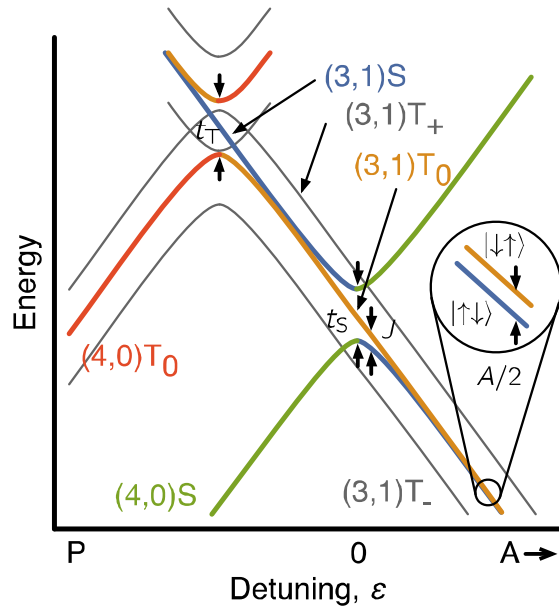 (3,1)S
(3,1)T₊
t_T
(3,1)T₀
|↓↑⟩
|↑↓⟩
t_S
J
A/2
(4,0)T₀
(4,0)S
(3,1)T₋
Energy
P
0
A
Detuning, ε